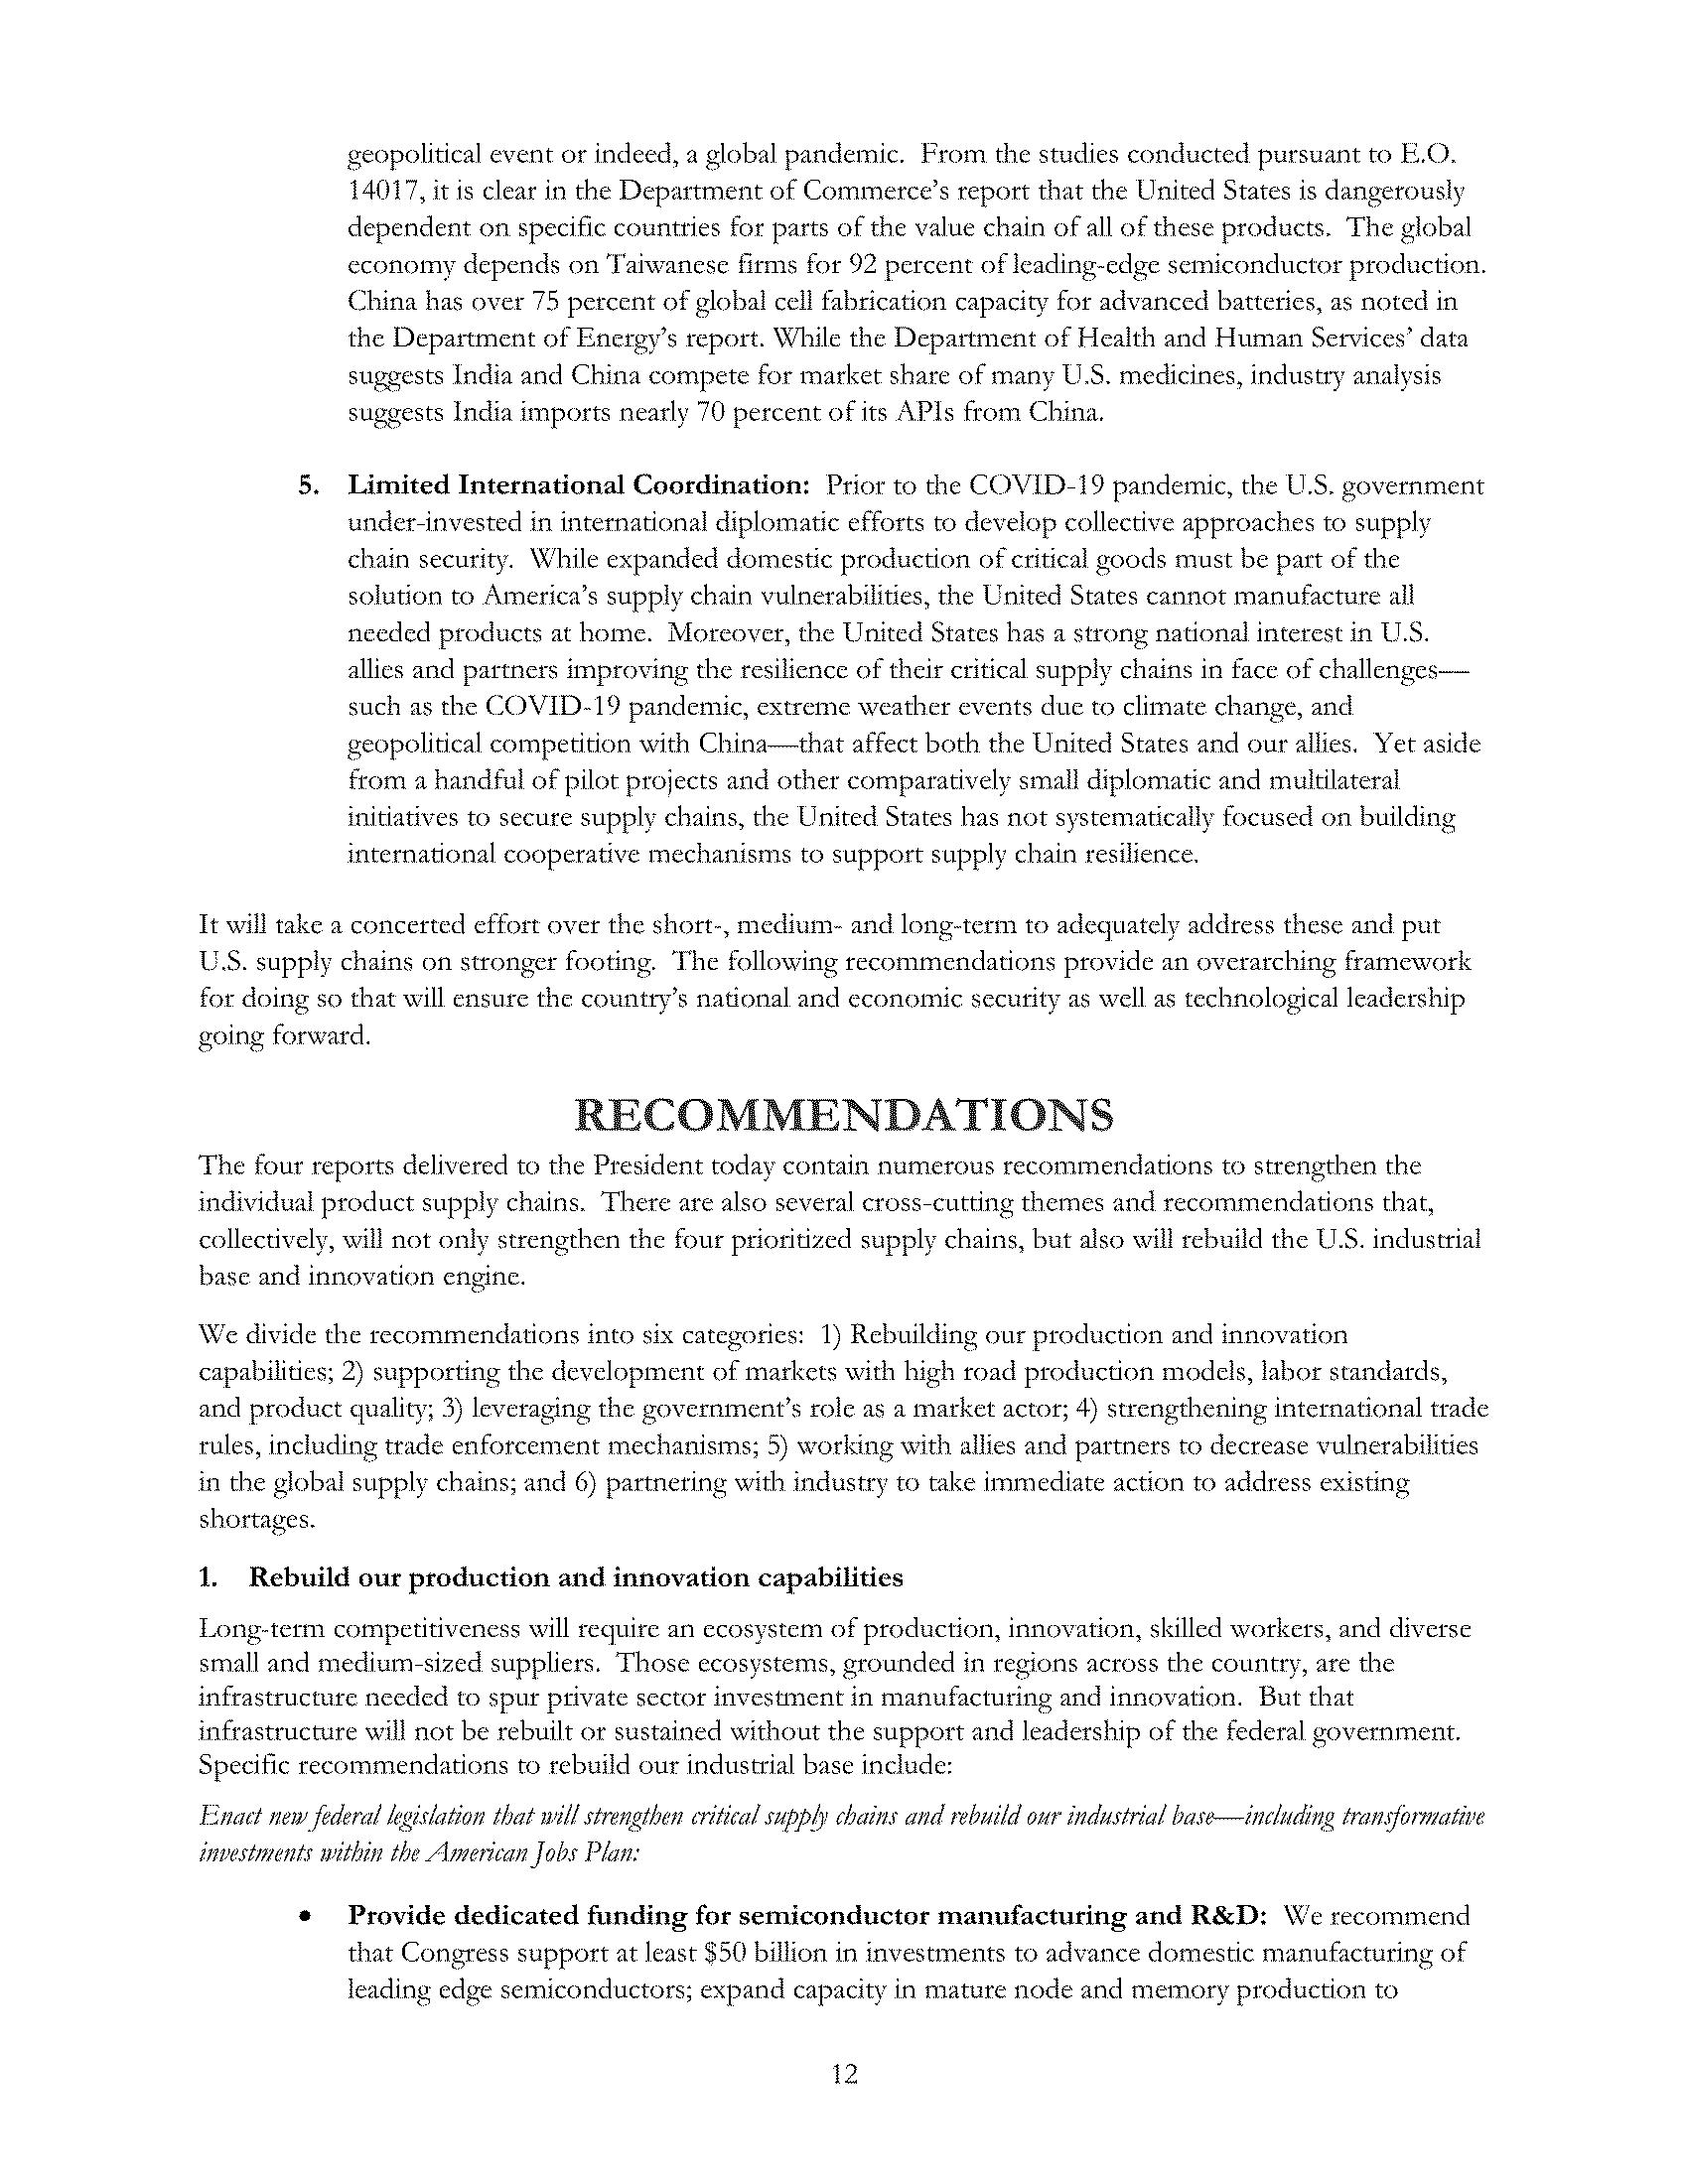 geopolitical event or indeed, a global pandemic.  From the studies conducted pursuant to E.O.
14017, it is clear in the Department of Commerce's report that the United States is dangerously
dependent on specific countries for parts of the value chain of all of these products.  The global
economy depends on Taiwanese firms for 92 percent of leading-edge semiconductor production.
China has over 75 percent of global cell fabrication capacity for advanced batteries, as noted in
the Department of Energy's report. While the Department of Health and Human Services' data
suggests India and China compete for market share of many U.S. medicines, industry analysis
suggests India imports nearly 70 percent of its APIs from China.
5. Limited International Coordination:  Prior to the COVID-19 pandemic, the U.S. government
under-invested in international diplomatic efforts to develop collective approaches to supply
chain security.  While expanded domestic production of critical goods must be part of the
solution to America's supply chain vulnerabilities, the United States cannot manufacture all
needed products at home.  Moreover, the United States has a strong national interest in U.S.
allies and partners improving the resilience of their critical supply chains in face of challenges—
such as the COVID-19 pandemic, extreme weather events due to climate change, and
geopolitical competition with China—that affect both the United States and our allies.  Yet aside
from a handful of pilot projects and other comparatively small diplomatic and multilateral
initiatives to secure supply chains, the United States has not systematically focused on building
international cooperative mechanisms to support supply chain resilience.
It will take a concerted effort over the short-, medium- and long-term to adequately address these and put
U.S. supply chains on stronger footing.  The following recommendations provide an overarching framework
for doing so that will ensure the country's national and economic security as well as technological leadership
going forward.
RECOMMENDATIONS
The four reports delivered to the President today contain numerous recommendations to strengthen the
individual product supply chains.  There are also several cross-cutting themes and recommendations that,
collectively, will not only strengthen the four prioritized supply chains, but also will rebuild the U.S. industrial
base and innovation engine.
We divide the recommendations into six categories:  1) Rebuilding our production and innovation
capabilities; 2) supporting the development of markets with high road production models, labor standards,
and product quality; 3) leveraging the government's role as a market actor; 4) strengthening international trade
rules, including trade enforcement mechanisms; 5) working with allies and partners to decrease vulnerabilities
in the global supply chains; and 6) partnering with industry to take immediate action to address existing
shortages.
1. Rebuild our production and innovation capabilities
Long-term competitiveness will require an ecosystem of production, innovation, skilled workers, and diverse
small and medium-sized suppliers.  Those ecosystems, grounded in regions across the country, are the
infrastructure needed to spur private sector investment in manufacturing and innovation.  But that
infrastructure will not be rebuilt or sustained without the support and leadership of the federal government.
Specific recommendations to rebuild our industrial base include:
Enact new federal legislation that will strengthen critical supply chains and rebuild our industrial base—including transformative
investments within the American Jobs Plan:
• Provide dedicated funding for semiconductor manufacturing and R&D:  We recommend
that Congress support at least $50 billion in investments to advance domestic manufacturing of
leading edge semiconductors; expand capacity in mature node and memory production to
12